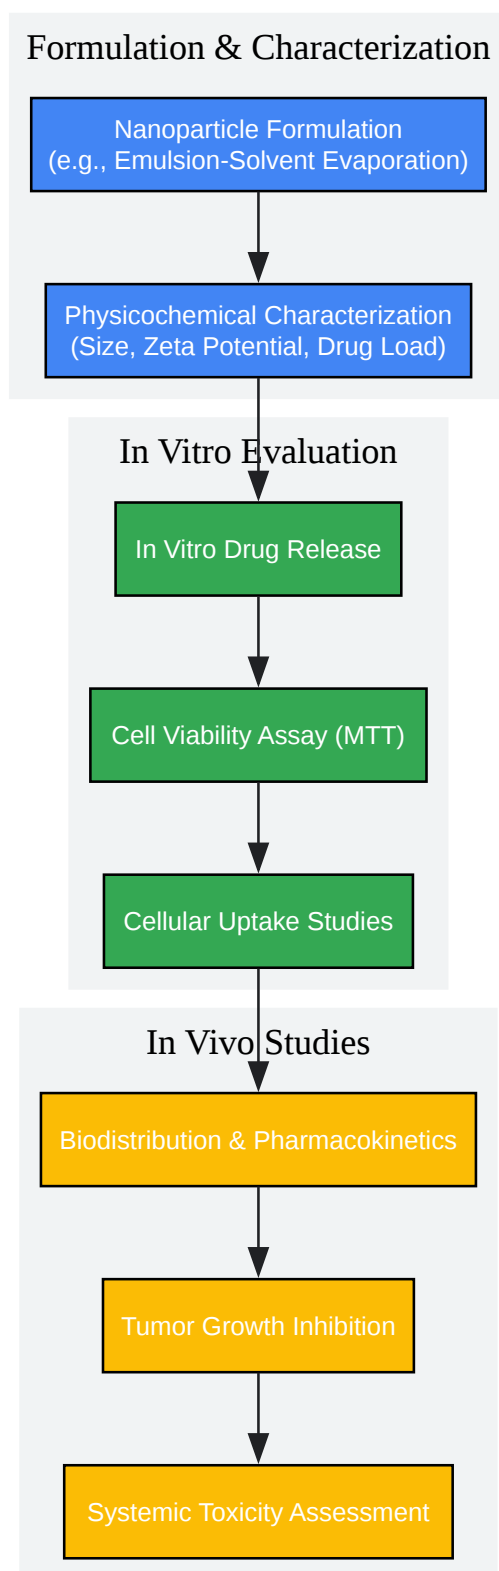 Formulation & Characterization
Nanoparticle Formulation
(e.g., Emulsion-Solvent Evaporation)
Physicochemical Characterization
(Size, Zeta Potential, Drug Load)
In Vitro Evaluation
In Vitro Drug Release
Cell Viability Assay (MTT)
Cellular Uptake Studies
In Vivo Studies
Biodistribution & Pharmacokinetics
Tumor Growth Inhibition
Systemic Toxicity Assessment